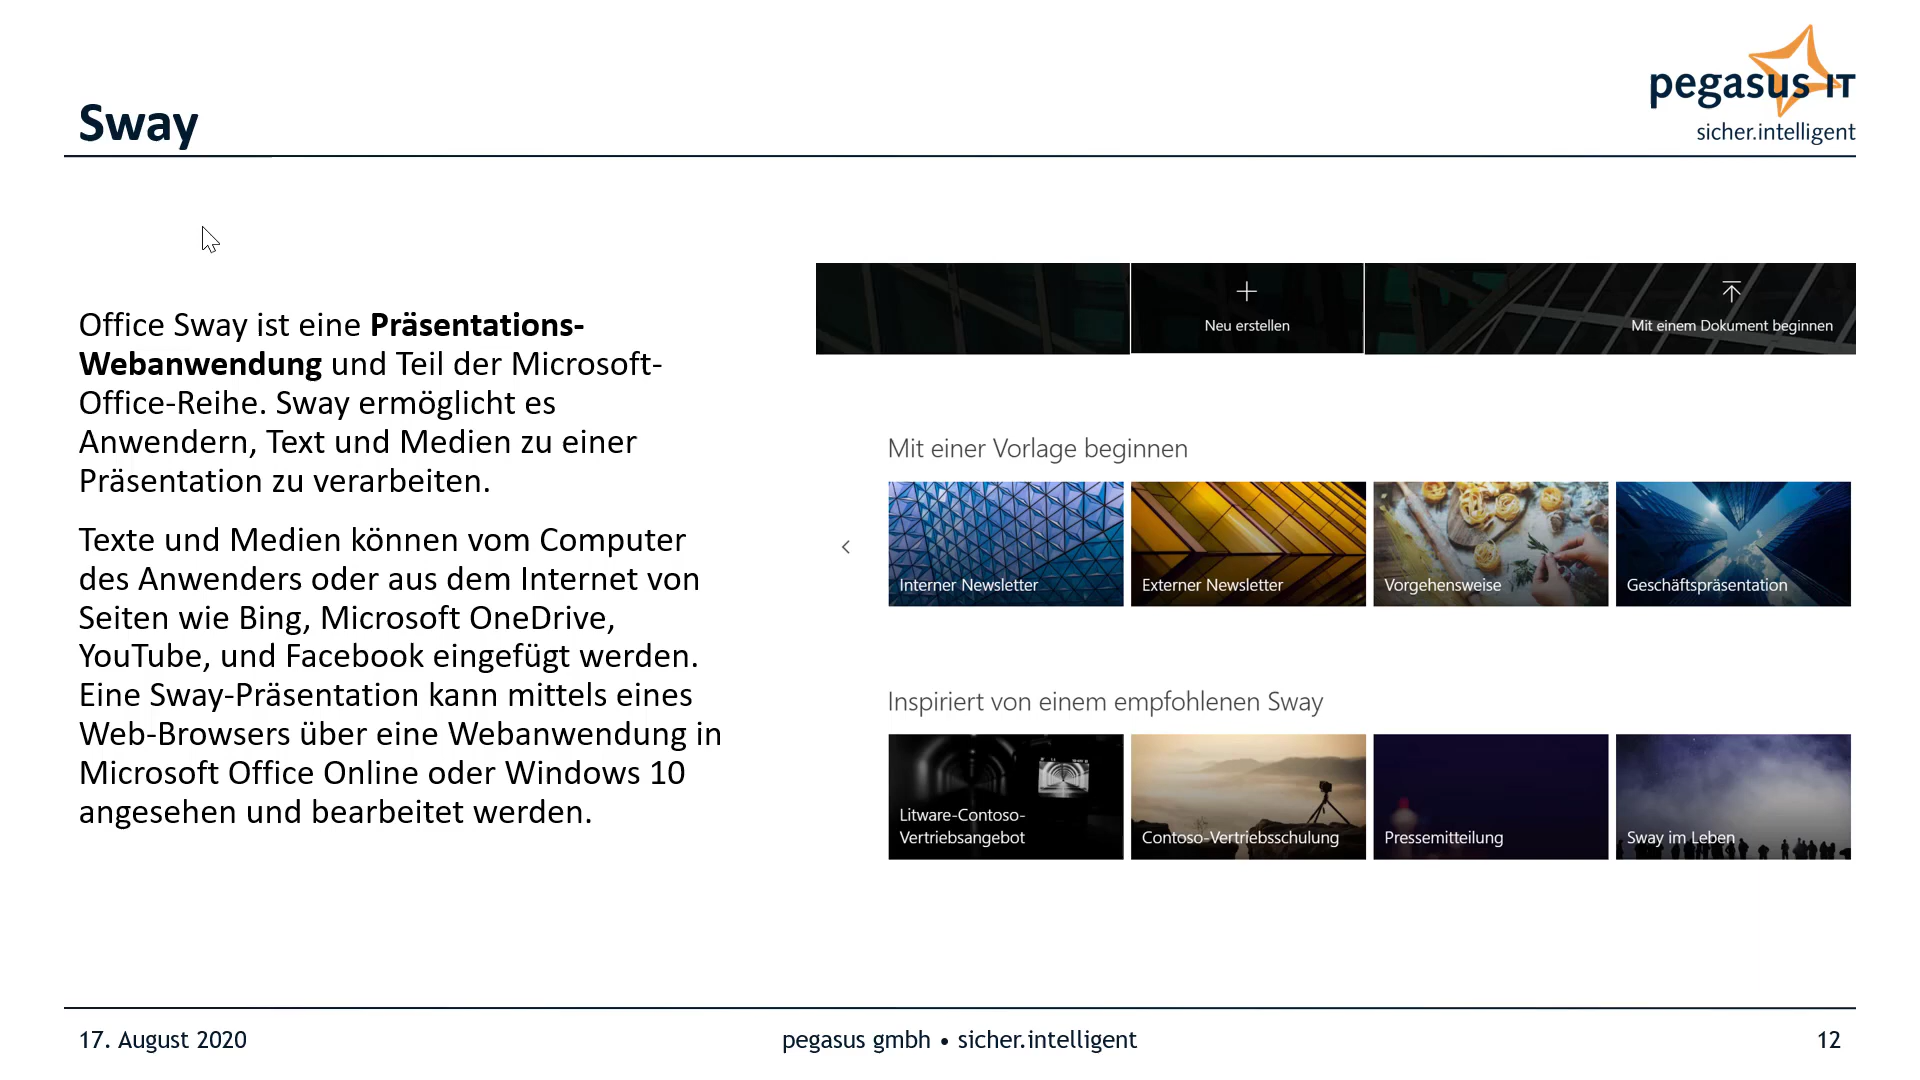 pegasus IT
sicher.intelligent
Sway
Office Sway ist eine Präsentations-
Webanwendung und Teil der Microsoft-
Office-Reihe. Sway ermöglicht es
Anwendern, Text und Medien zu einer
Präsentation zu verarbeiten.
Texte und Medien können vom Computer
des Anwenders oder aus dem Internet von
Seiten wie Bing, Microsoft OneDrive,
YouTube, und Facebook eingefügt werden.
Eine Sway-Präsentation kann mittels eines
Web-Browsers über eine Webanwendung in
Microsoft Office Online oder Windows 10
angesehen und bearbeitet werden.
Neu erstellen
Mit einem Dokument beginnen
Mit einer Vorlage beginnen
Interner Newsletter
Externer Newsletter
Vorgehensweise
Geschäftspräsentation
Inspiriert von einem empfohlenen Sway
Litware-Contoso-
Vertriebsangebot
Contoso-Vertriebsschulung
Pressemitteilung
Sway im Leben
17. August 2020
pegasus gmbh • sicher.intelligent
12